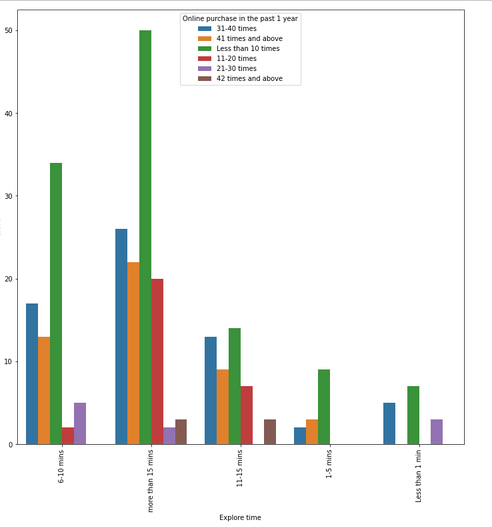 Online purchase in the past 1 year
31-40 times
41 times and above
Less than 10 times
11-20 times
21-30 times
42 times and above
50
40
30
20
10
0
6-10 mins
more than 15 mins
11-15 mins
1-5 mins
Less than 1 min
Explore time